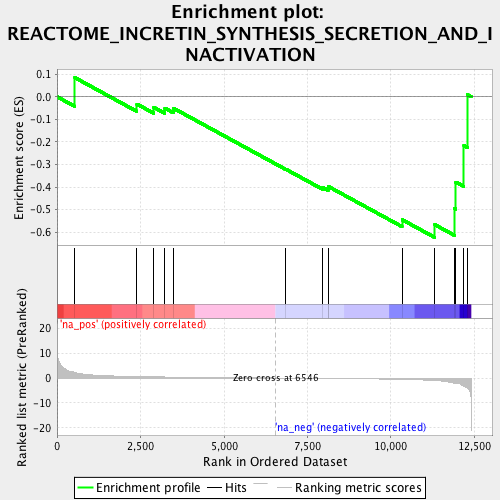 Enrichment plot:
REACTOME_INCRETIN_SYNTHESIS_SECRETION_AND_I
NACTIVATION
Enrichment score (ES)
0.1
0.0
-0.1
-0.2
-0.3
-0.4
-0.5
-0.6
'na_pos' (positively correlated)
Ranked list metric (PreRanked)
20
10
0
-10
-20
Zero cross at 6546
'na_neg' (negatively correlated)
0
2,500
5,000
7,500
10,000
12,500
Rank in Ordered Dataset
Enrichment profile
Hits
Ranking metric scores